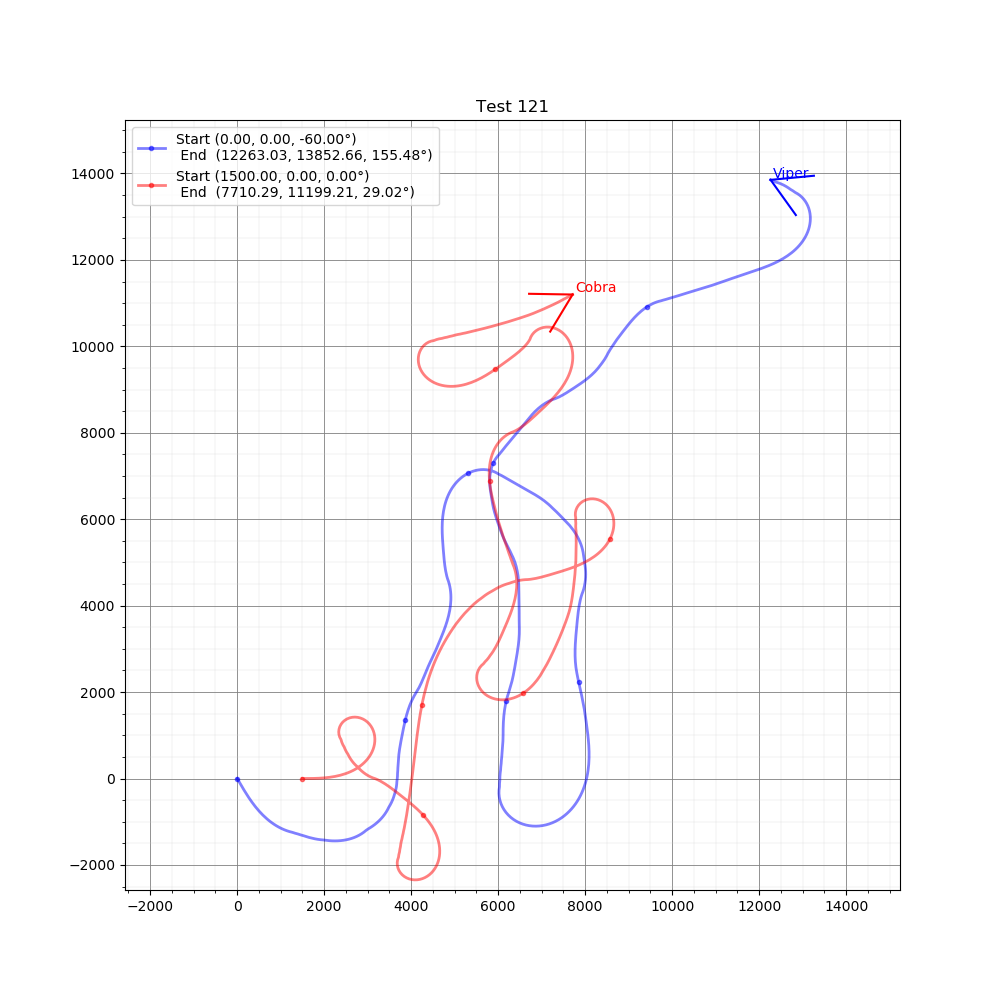 Test 121
Start (0.00, 0.00, -60.00°)
End  (12263.03, 13852.66, 155.48°)
Start (1500.00, 0.00, 0.00°)
End  (7710.29, 11199.21, 29.02°)
Viper
Cobra
14000
12000
10000
8000
6000
4000
2000
0
−2000
−2000 0 2000 4000 6000 8000 10000 12000 14000